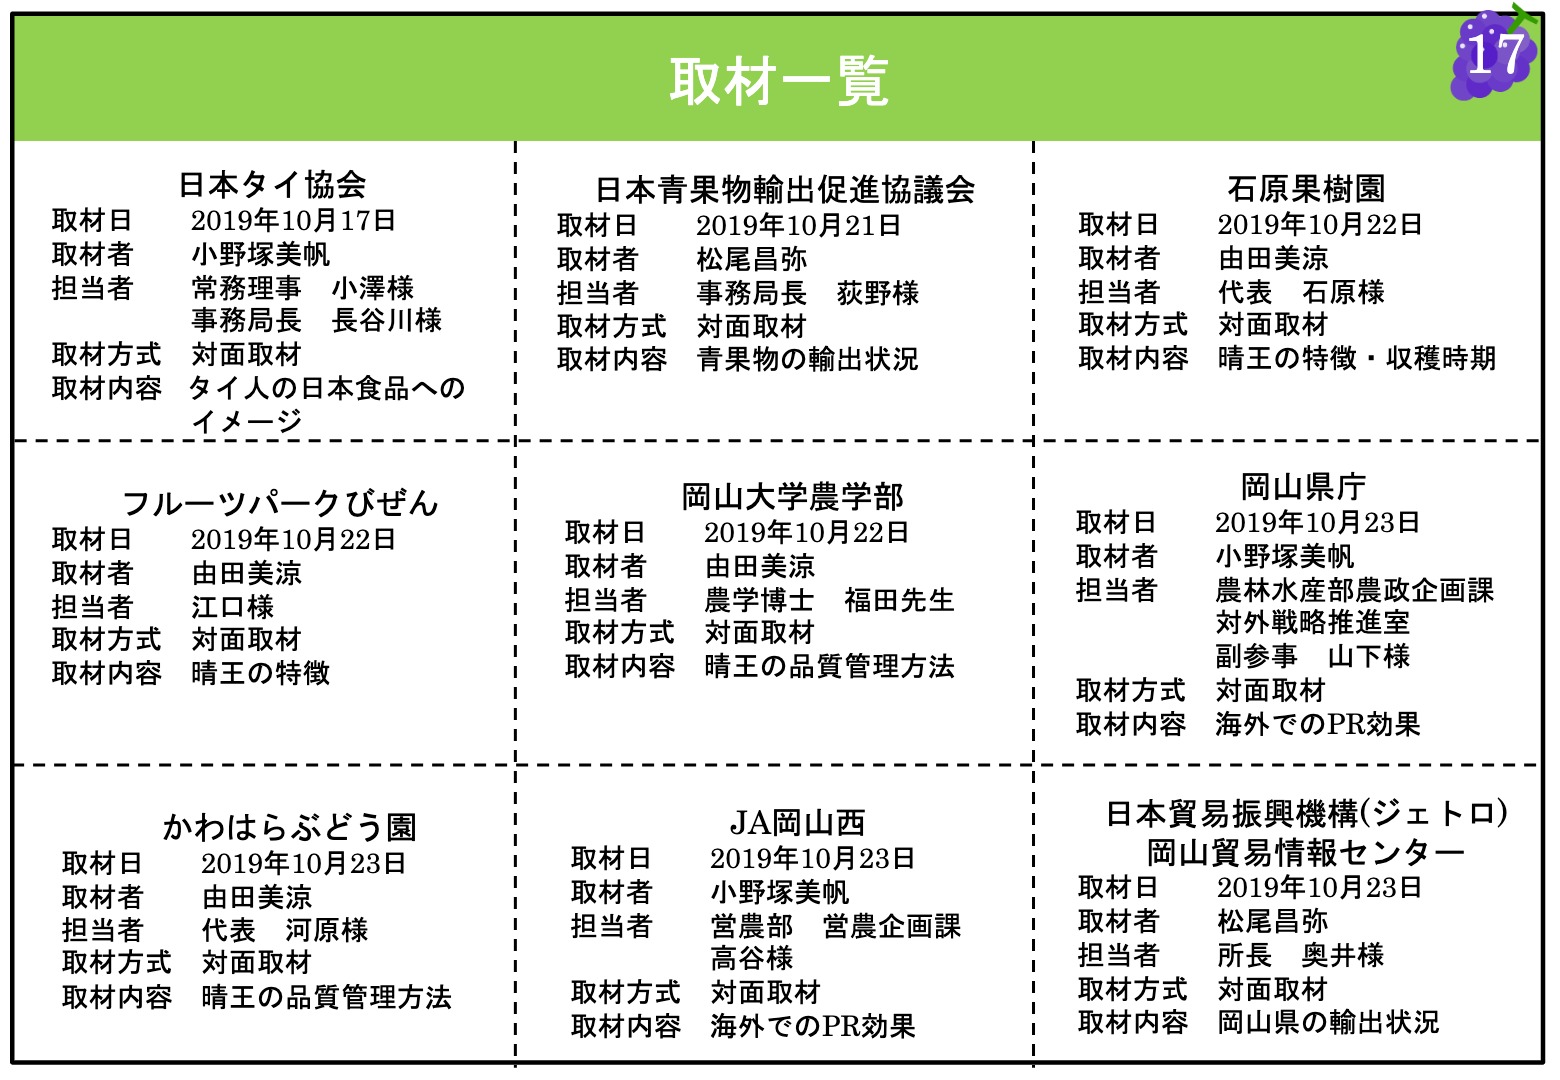 取材一覧
17
日本タイ協会
取材日 2019年10月17日
取材者 小野塚美帆
担当者 常務理事 小澤様
事務局長 長谷川様
取材方式 対面取材
取材内容 タイ人の日本食品への
イメージ
日本青果物輸出促進協議会
取材日 2019年10月21日
取材者 松尾昌弥
担当者 事務局長 荻野様
取材方式 対面取材
取材内容 青果物の輸出状況
石原果樹園
取材日 2019年10月22日
取材者 由田美涼
担当者 代表 石原様
取材方式 対面取材
取材内容 晴王の特徴・収穫時期
フルーツパークびぜん
取材日 2019年10月22日
取材者 由田美涼
担当者 江口様
取材方式 対面取材
取材内容 晴王の特徴
岡山大学農学部
取材日 2019年10月22日
取材者 由田美涼
担当者 農学博士 福田先生
取材方式 対面取材
取材内容 晴王の品質管理方法
岡山県庁
取材日 2019年10月23日
取材者 小野塚美帆
担当者 農林水産部農政企画課
対外戦略推進室
副参事 山下様
取材方式 対面取材
取材内容 海外でのPR効果
かわはらぶどう園
取材日 2019年10月23日
取材者 由田美涼
担当者 代表 河原様
取材方式 対面取材
取材内容 晴王の品質管理方法
JA岡山西
取材日 2019年10月23日
取材者 小野塚美帆
担当者 営農部 営農企画課
高谷様
取材方式 対面取材
取材内容 海外でのPR効果
日本貿易振興機構(ジェトロ)
岡山貿易情報センター
取材日 2019年10月23日
取材者 松尾昌弥
担当者 所長 奥井様
取材方式 対面取材
取材内容 岡山県の輸出状況